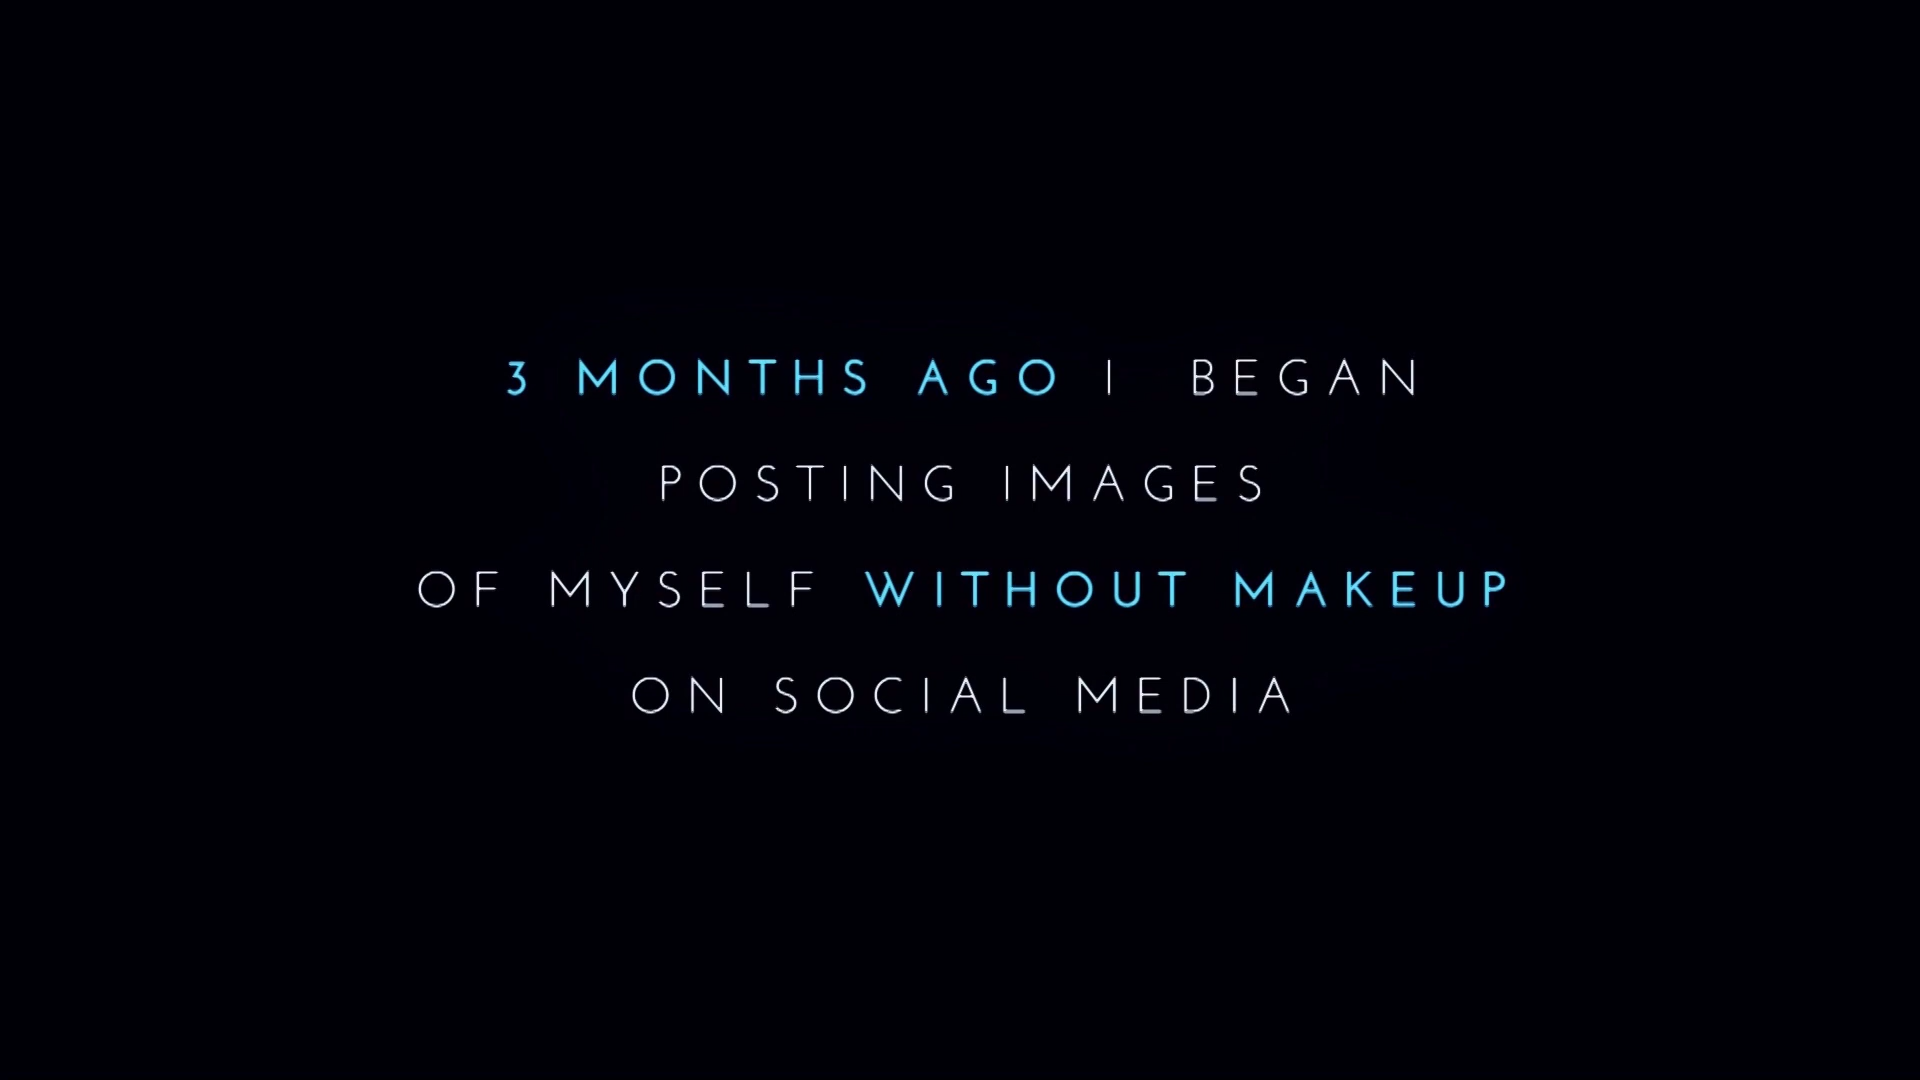 3 MONTHS AGO I BEGAN
POSTING IMAGES
OF MYSELF WITHOUT MAKEUP
ON SOCIAL MEDIA